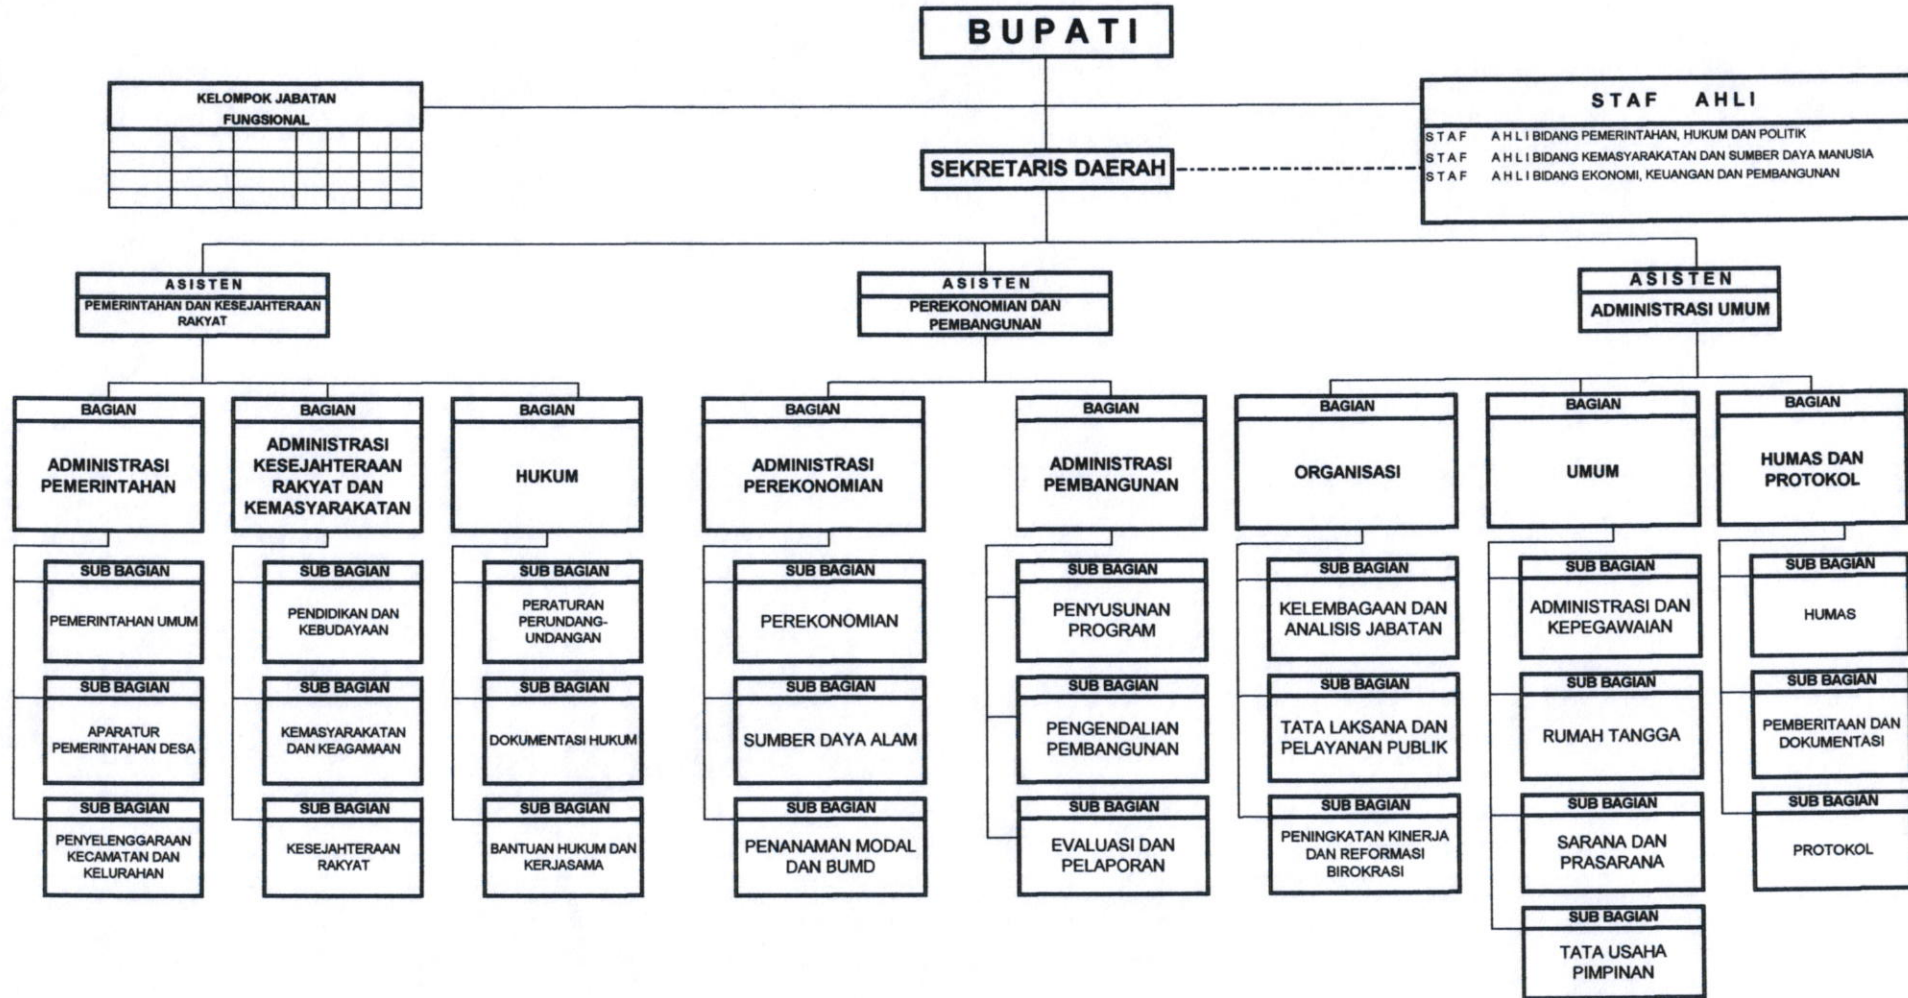 BUPATI
KELOMPOK JABATAN
FUNGSIONAL
STAF AHLI
STAF AHLI BIDANG PEMERINTAHAN, HUKUM DAN POLITIK
STAF AHLI BIDANG KEMASYARAKATAN DAN SUMBER DAYA MANUSIA
STAF AHLI BIDANG EKONOMI, KEUANGAN DAN PEMBANGUNAN
SEKRETARIS DAERAH
ASISTEN
PEMERINTAHAN DAN KESEJAHTERAAN
RAKYAT
ASISTEN
PEREKONOMIAN DAN
PEMBANGUNAN
ASISTEN
ADMINISTRASI UMUM
BAGIAN
ADMINISTRASI
PEMERINTAHAN
BAGIAN
ADMINISTRASI
KESEJAHTERAAN
RAKYAT DAN
KEMASYARAKATAN
BAGIAN
HUKUM
BAGIAN
ADMINISTRASI
PEREKONOMIAN
BAGIAN
ADMINISTRASI
PEMBANGUNAN
BAGIAN
ORGANISASI
BAGIAN
UMUM
BAGIAN
HUMAS DAN
PROTOKOL
SUB BAGIAN
PEMERINTAHAN UMUM
SUB BAGIAN
PENDIDIKAN DAN
KEBUDAYAAN
SUB BAGIAN
PERATURAN
PERUNDANG-
UNDANGAN
SUB BAGIAN
PEREKONOMIAN
SUB BAGIAN
PENYUSUNAN
PROGRAM
SUB BAGIAN
KELEMBAGAAN DAN
ANALISIS JABATAN
SUB BAGIAN
ADMINISTRASI DAN
KEPEGAWAIAN
SUB BAGIAN
HUMAS
SUB BAGIAN
APARATUR
PEMERINTAHAN DESA
SUB BAGIAN
KEMASYARAKATAN
DAN KEAGAMAAN
SUB BAGIAN
DOKUMENTASI HUKUM
SUB BAGIAN
SUMBER DAYA ALAM
SUB BAGIAN
PENGENDALIAN
PEMBANGUNAN
SUB BAGIAN
TATA LAKSANA DAN
PELAYANAN PUBLIK
SUB BAGIAN
RUMAH TANGGA
SUB BAGIAN
PEMBERITAAN DAN
DOKUMENTASI
SUB BAGIAN
PENYELENGGARAAN
KECAMATAN DAN
KELURAHAN
SUB BAGIAN
KESEJAHTERAAN
RAKYAT
SUB BAGIAN
BANTUAN HUKUM DAN
KERJASAMA
SUB BAGIAN
PENANAMAN MODAL
DAN BUMD
SUB BAGIAN
EVALUASI DAN
PELAPORAN
SUB BAGIAN
PENINGKATAN KINERJA
DAN REFORMASI
BIROKRASI
SUB BAGIAN
SARANA DAN
PRASARANA
SUB BAGIAN
PROTOKOL
SUB BAGIAN
TATA USAHA
PIMPINAN